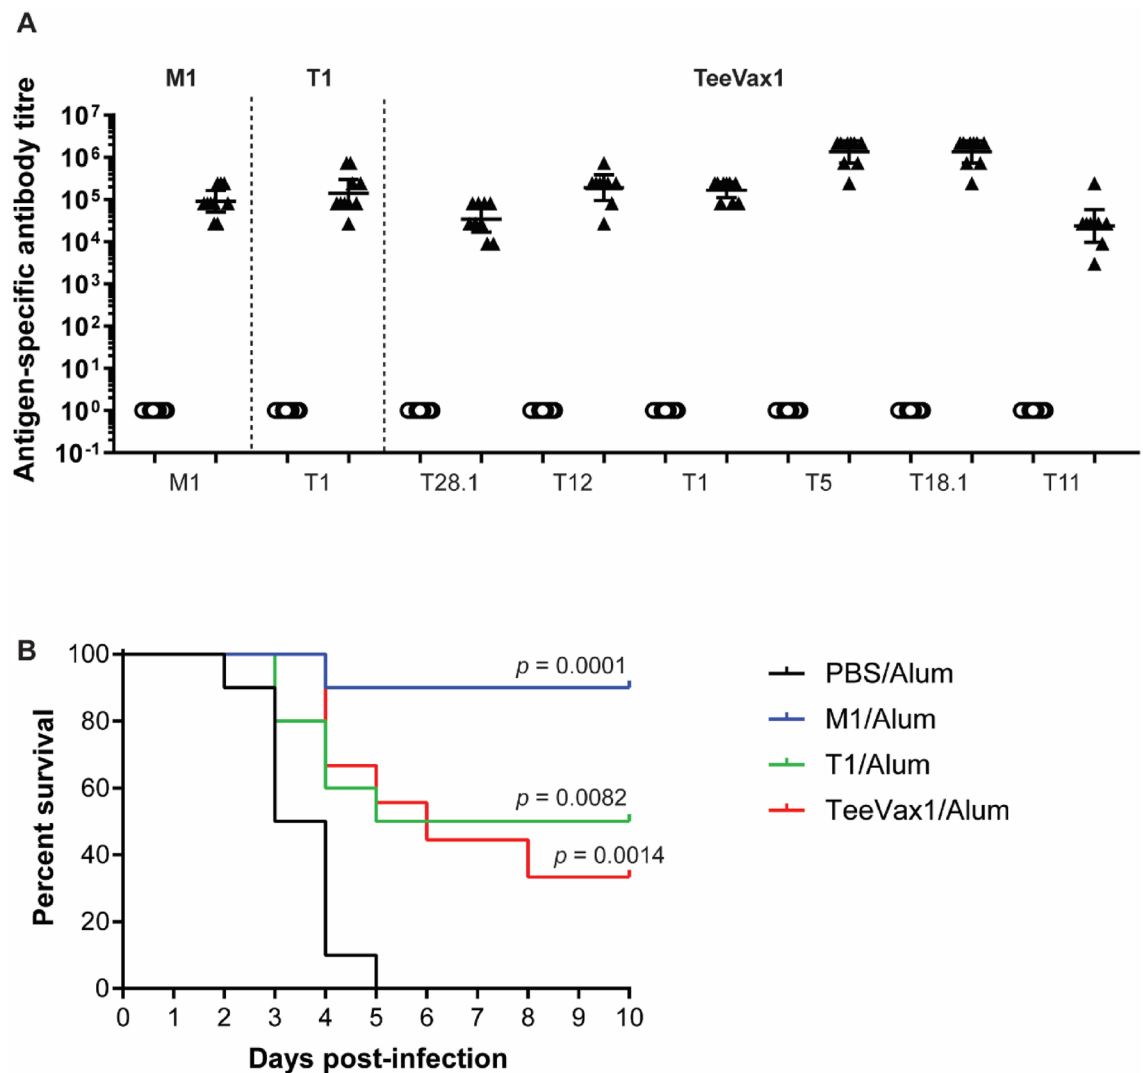 A
M1 T1 TeeVax1
Antigen-specific antibody titre
10^7
10^6
10^5
10^4
10^3
10^2
10^1
10^0
10^-1
M1 T1 T28.1 T12 T1 T5 T18.1 T11
B
Percent survival
100
80
60
40
20
0
p = 0.0001
p = 0.0082
p = 0.0014
0 1 2 3 4 5 6 7 8 9 10
Days post-infection
PBS/Alum
M1/Alum
T1/Alum
TeeVax1/Alum